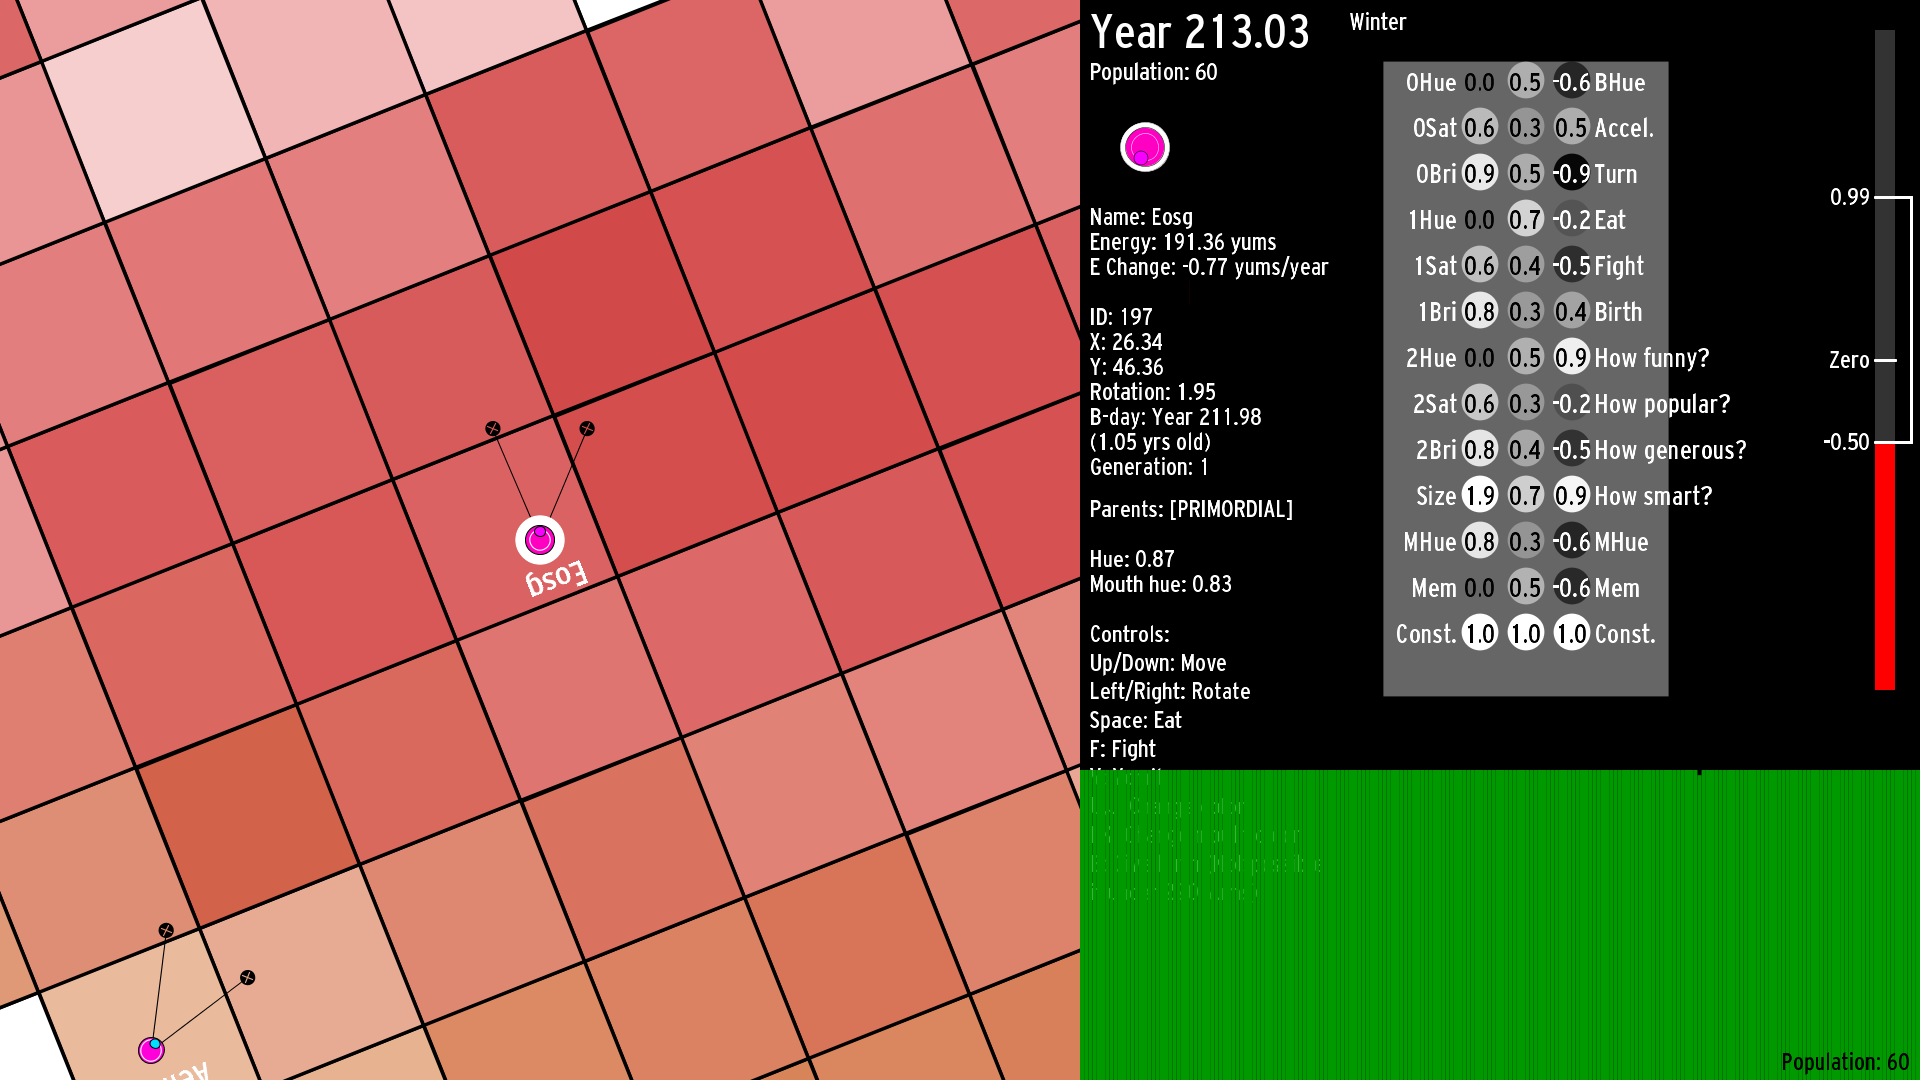 Year 213.03
Winter
Population: 60
Name: Eosg
Energy: 191.36 yums
E Change: -0.77 yums/year
ID: 197
X: 26.34
Y: 46.36
Rotation: 1.95
B-day: Year 211.98
(1.05 yrs old)
Generation: 1
Parents: [PRIMORDIAL]
Hue: 0.87
Mouth hue: 0.83
Controls:
Up/Down: Move
Left/Right: Rotate
Space: Eat
F: Fight
0Hue 0.0 0.5 -0.6 BHue
0Sat 0.6 0.3 0.5 Accel.
0Bri 0.9 0.5 -0.9 Turn
1Hue 0.0 0.7 -0.2 Eat
1Sat 0.6 0.4 -0.5 Fight
1Bri 0.8 0.3 0.4 Birth
2Hue 0.0 0.5 0.9 How funny?
2Sat 0.6 0.3 -0.2 How popular?
2Bri 0.8 0.4 -0.5 How generous?
Size 1.9 0.7 0.9 How smart?
MHue 0.8 0.3 -0.6 MHue
Mem 0.0 0.5 -0.6 Mem
Const. 1.0 1.0 1.0 Const.
0.99
Zero
-0.50
Eosg
Population: 60